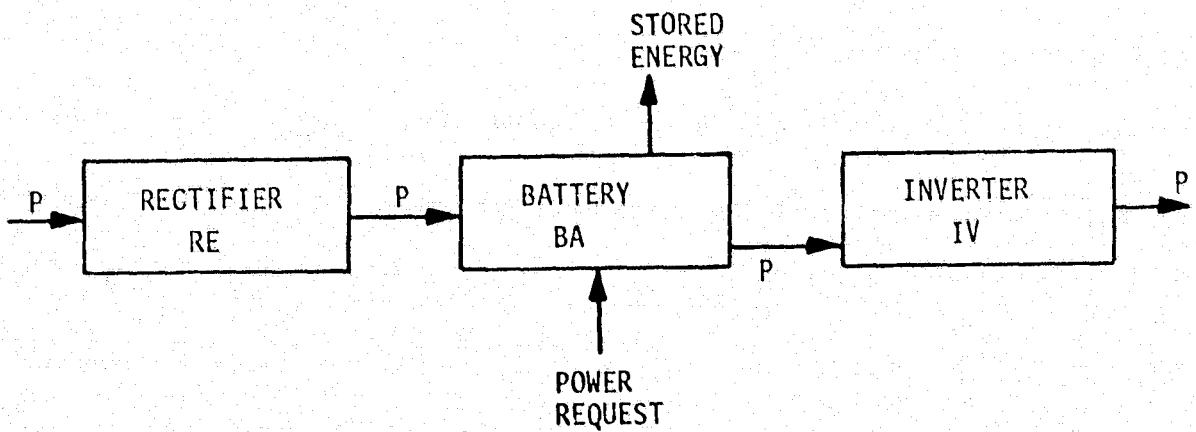 STORED
ENERGY
P
RECTIFIER
RE
P
BATTERY
BA
P
INVERTER
IV
P
POWER
REQUEST